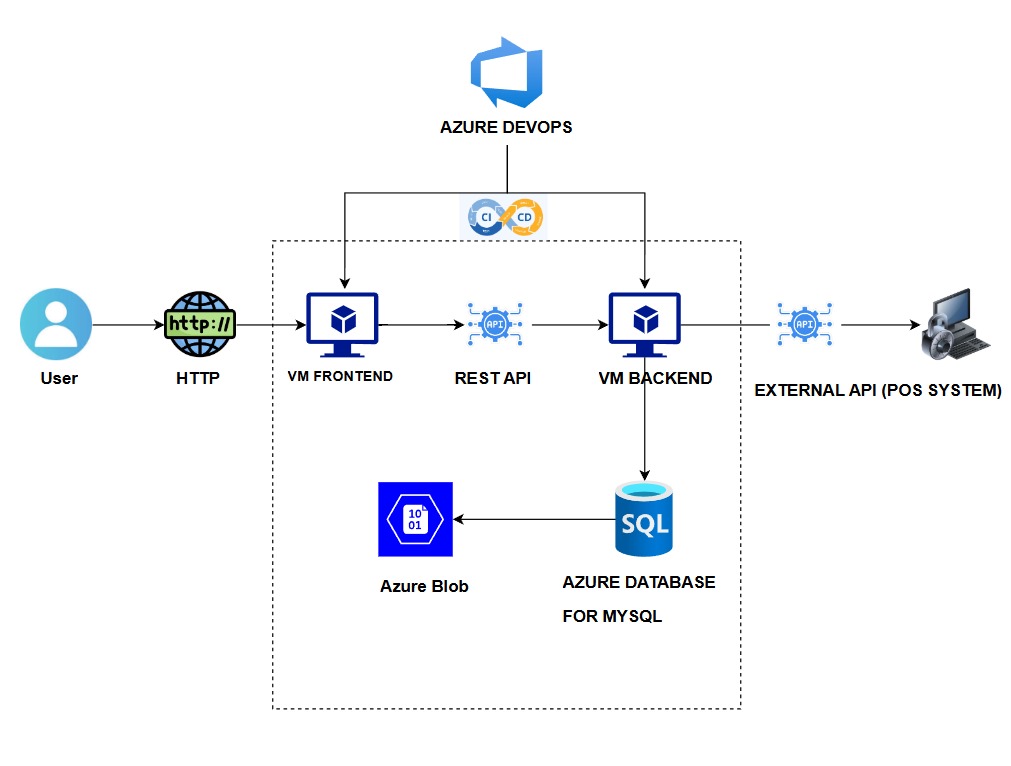 AZURE DEVOPS
CI CD
http://
API
API
User
HTTP
VM FRONTEND
REST API
VM BACKEND
EXTERNAL API (POS SYSTEM)
10
01
SQL
Azure Blob
AZURE DATABASE
FOR MYSQL